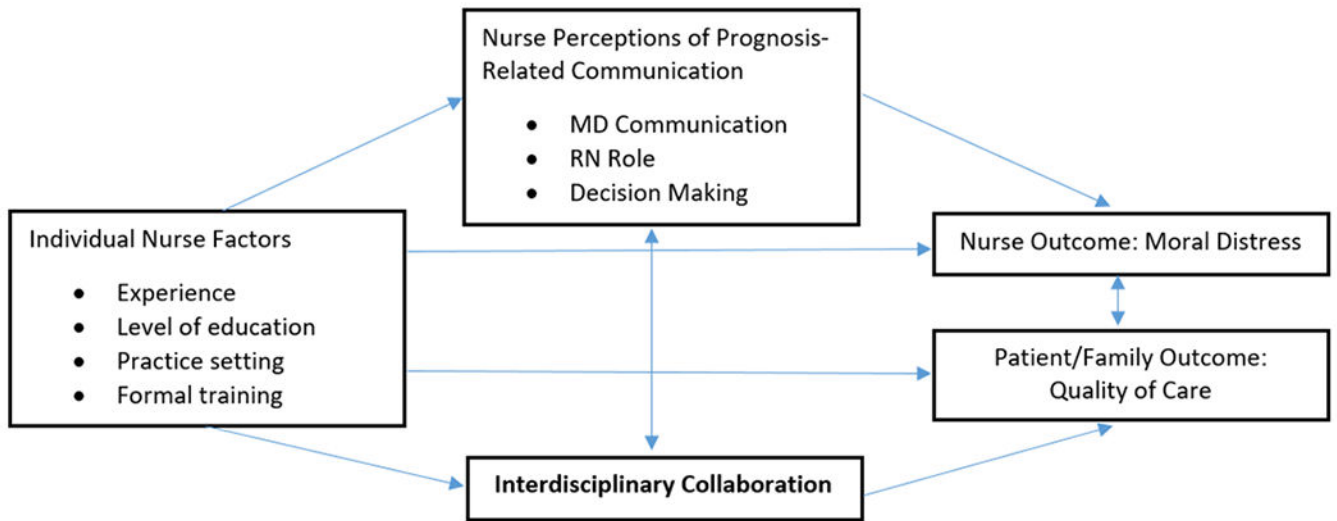 Nurse Perceptions of Prognosis-
Related Communication
• MD Communication
• RN Role
• Decision Making
Individual Nurse Factors
• Experience
• Level of education
• Practice setting
• Formal training
Nurse Outcome: Moral Distress
Patient/Family Outcome:
Quality of Care
Interdisciplinary Collaboration